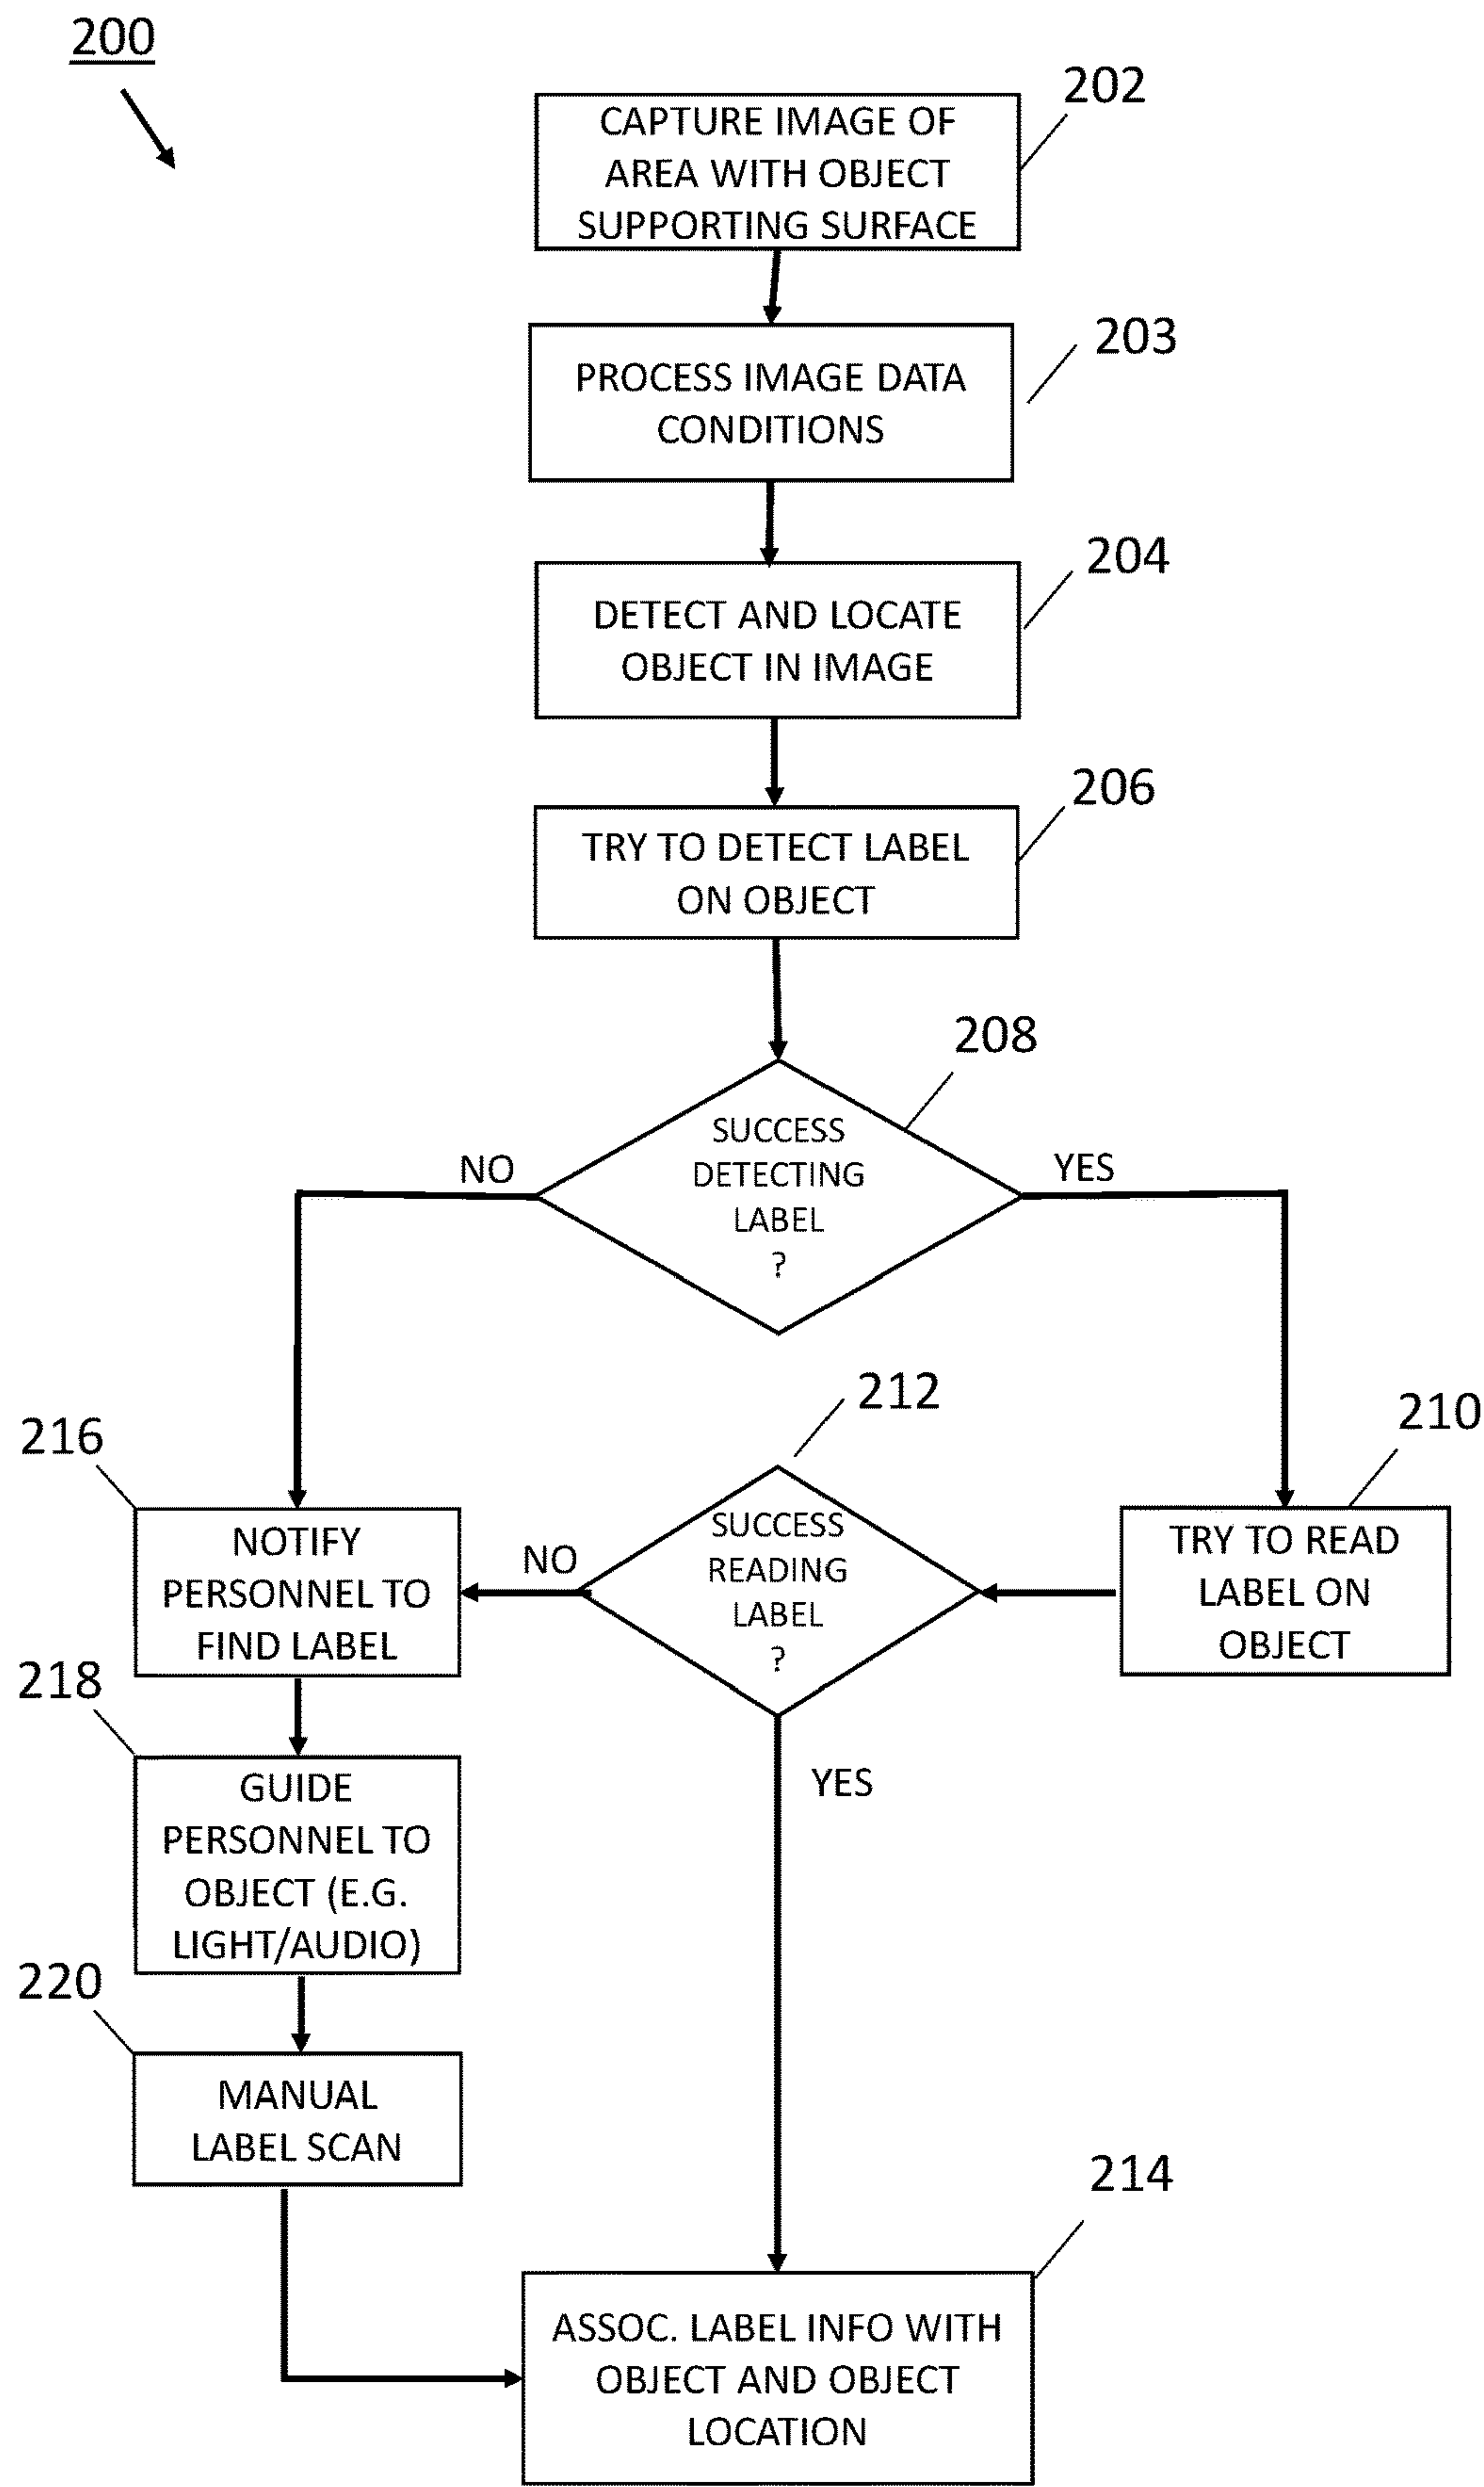 200
202
CAPTURE IMAGE OF
AREA WITH OBJECT
SUPPORTING SURFACE
203
PROCESS IMAGE DATA
CONDITIONS
204
DETECT AND LOCATE
OBJECT IN IMAGE
206
TRY TO DETECT LABEL
ON OBJECT
208
SUCCESS
DETECTING
LABEL
?
NO
YES
212
210
216
SUCCESS
READING
LABEL
?
NO
TRY TO READ
LABEL ON
OBJECT
NOTIFY
PERSONNEL TO
FIND LABEL
218
YES
GUIDE
PERSONNEL TO
OBJECT (E.G.
LIGHT/AUDIO)
220
MANUAL
LABEL SCAN
214
ASSOC. LABEL INFO WITH
OBJECT AND OBJECT
LOCATION